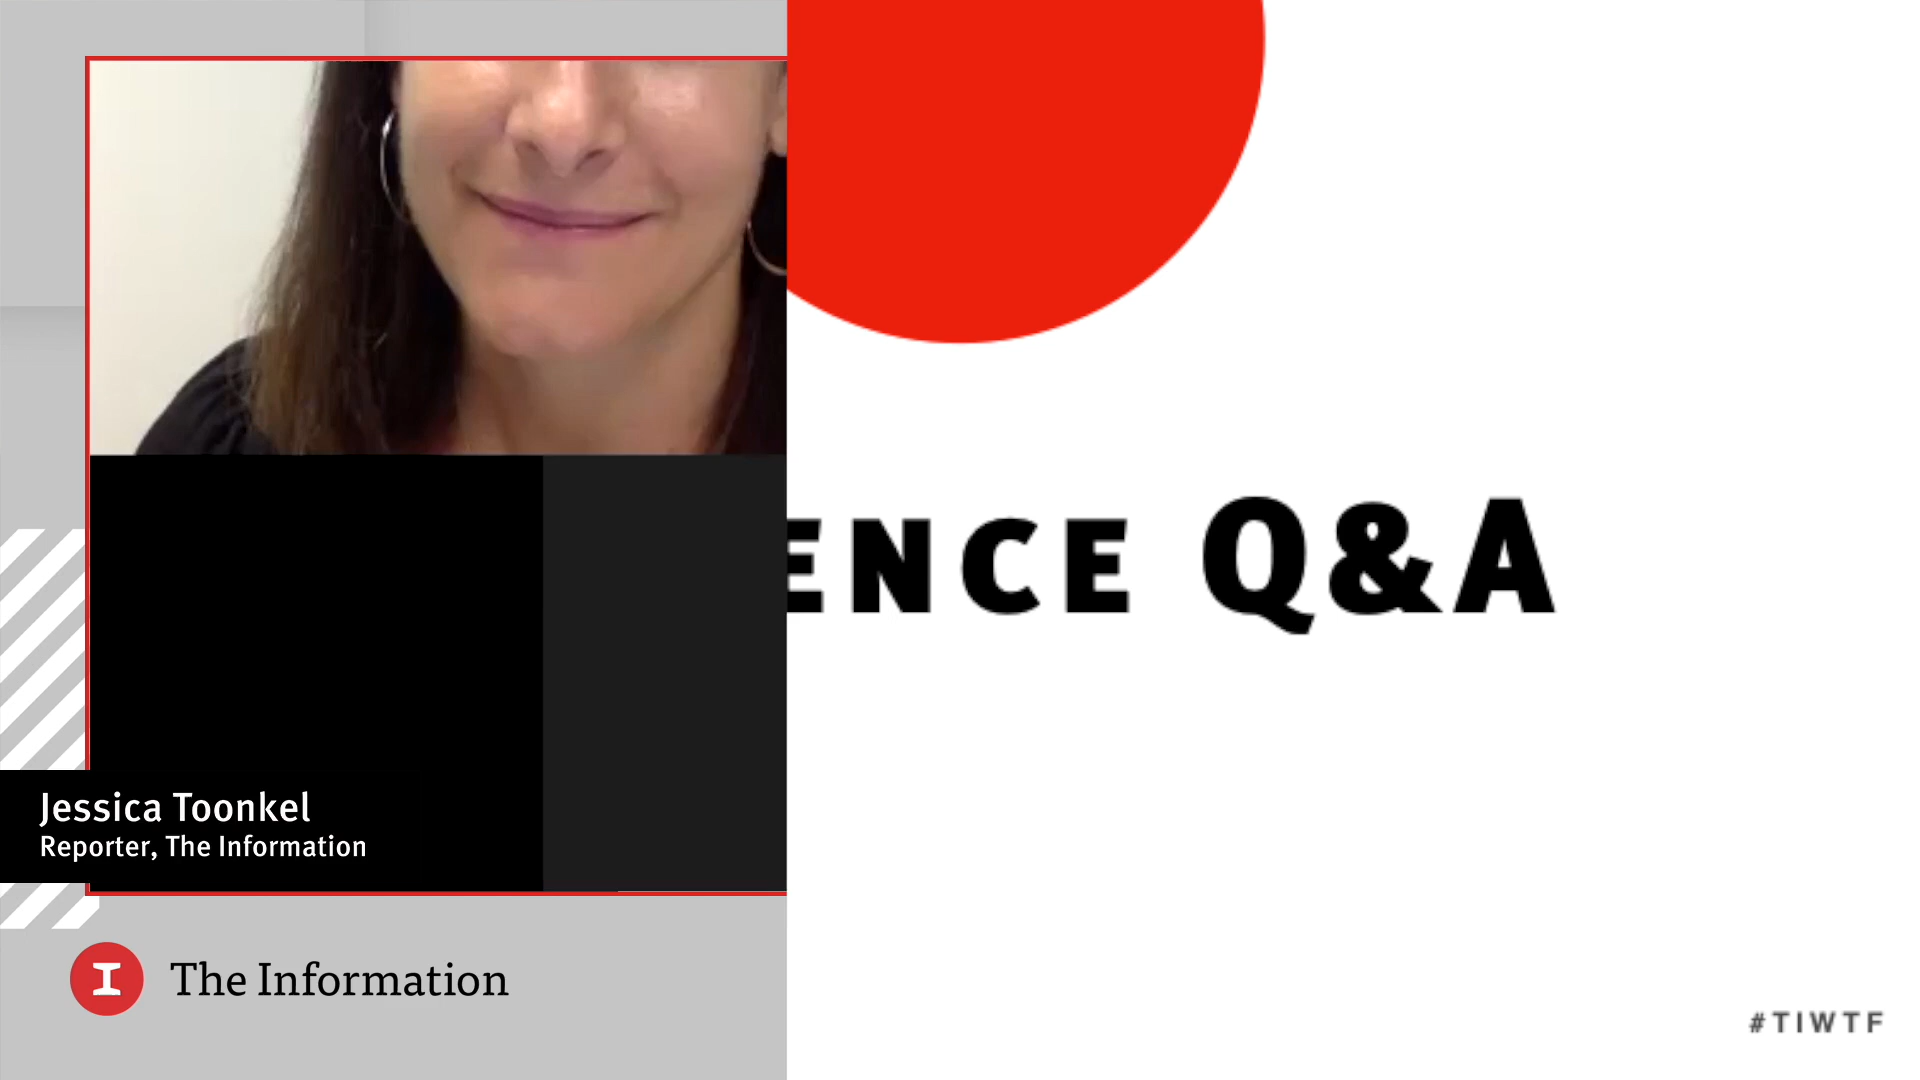 ENCE Q&A
Jessica Toonkel
Reporter, The Information
I The Information
#TIWTF